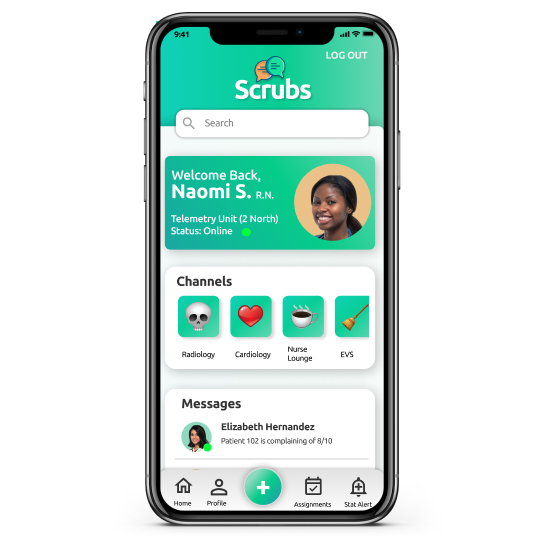 9:41
LOG OUT
Scrubs
Search
Welcome Back,
Naomi S. R.N.
Telemetry Unit (2 North)
Status: Online
Channels
Radiology
Cardiology
Nurse
Lounge
EVS
Messages
Elizabeth Hernandez
Patient 102 is complaining of 8/10
Home
Profile
Assignments
Stat Alert